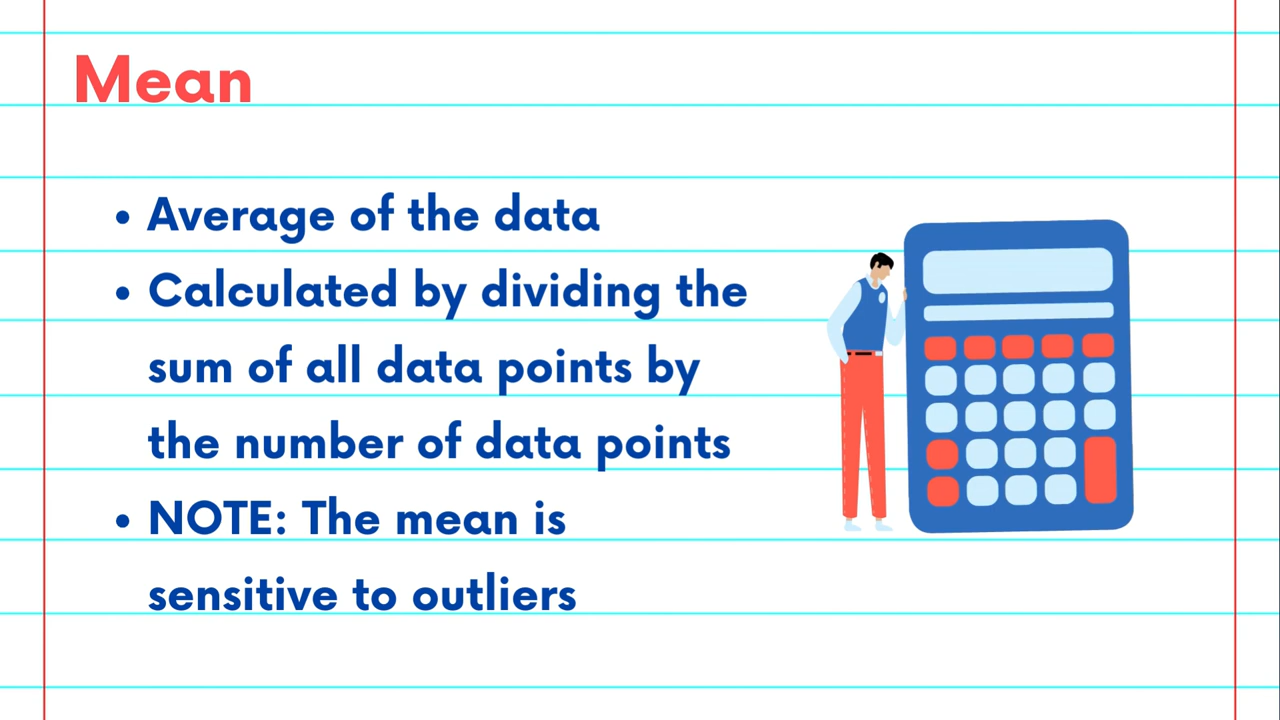 Mean
• Average of the data
• Calculated by dividing the
sum of all data points by
the number of data points
• NOTE: The mean is
sensitive to outliers